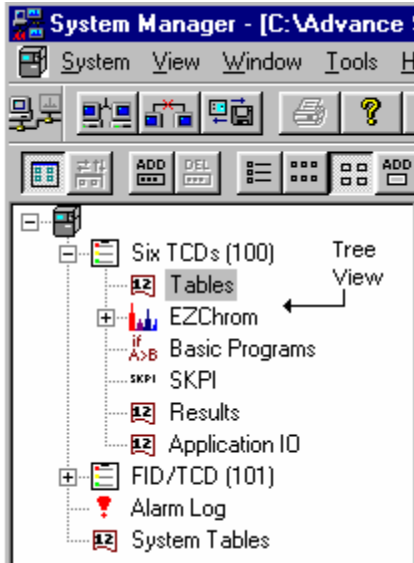 System Manager - [C:\Advance S
System View Window Tools H
ADD DEL ADD
Six TCDs (100)
Tree
View
12 Tables
EZChrom
if A>B Basic Programs
SKPI SKPI
12 Results
12 Application IO
FID/TCD (101)
Alarm Log
12 System Tables